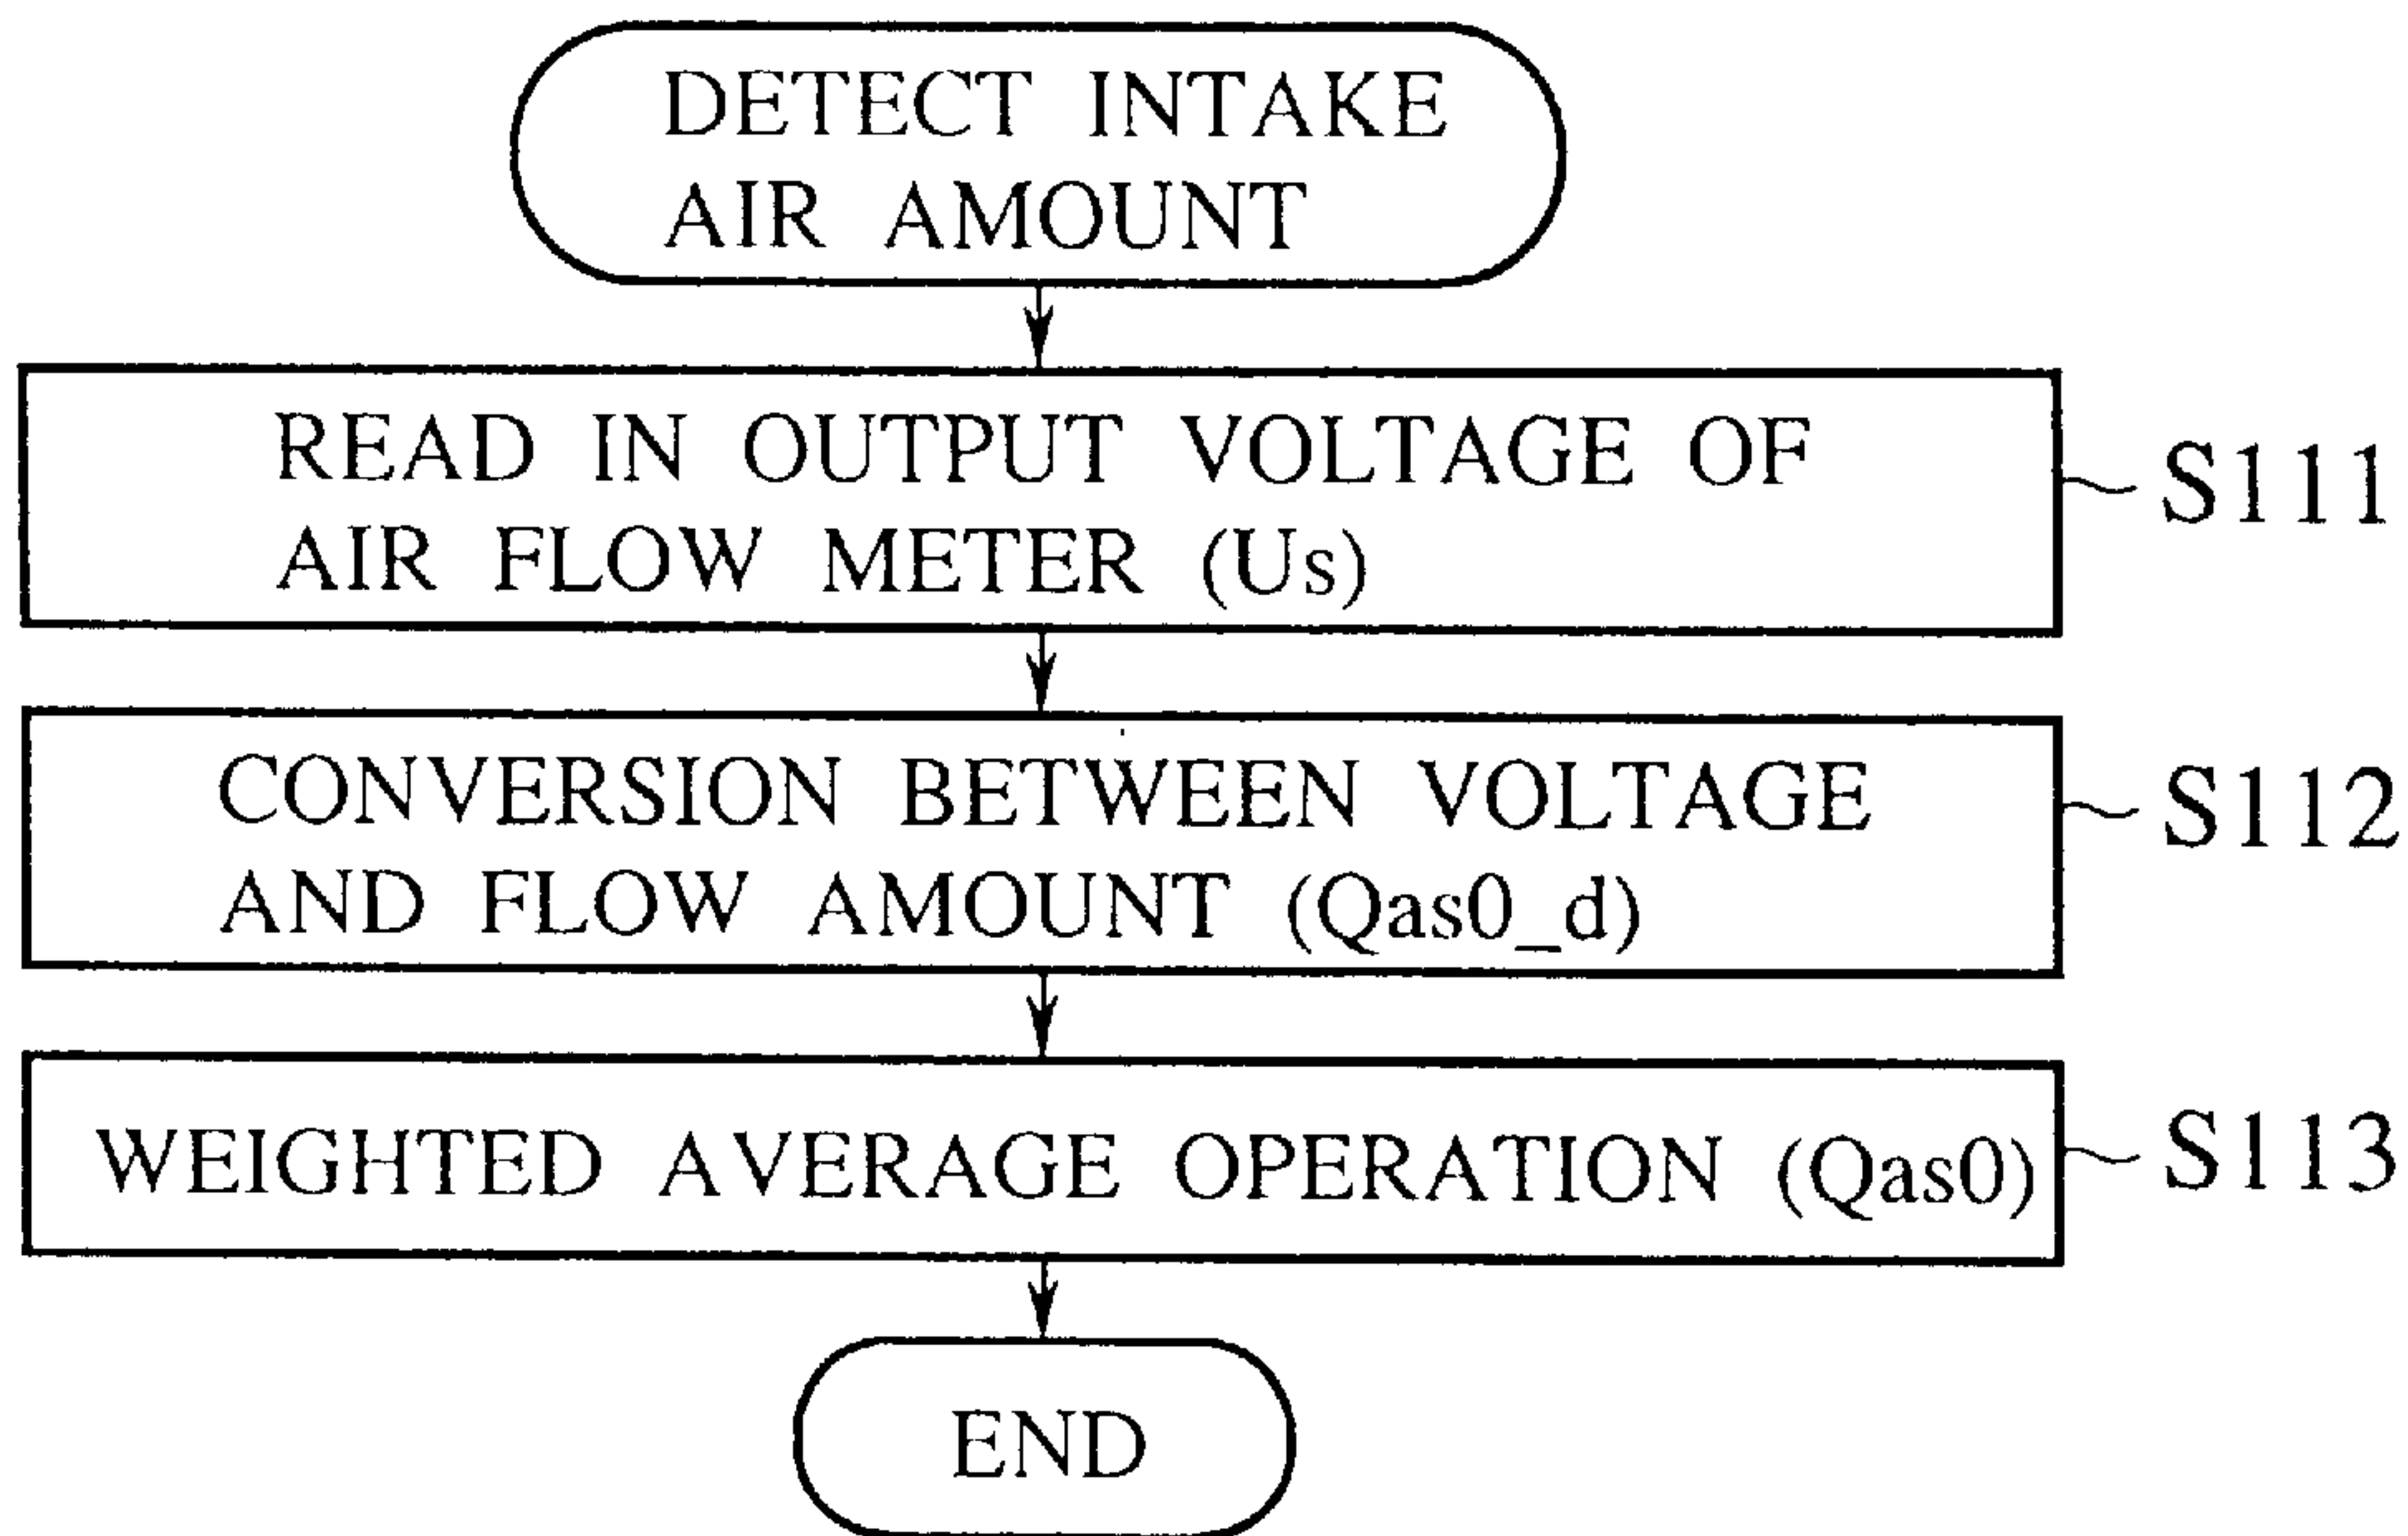 DETECT INTAKE
AIR AMOUNT
READ IN OUTPUT VOLTAGE OF
AIR FLOW METER (Us)
S111
CONVERSION BETWEEN VOLTAGE
AND FLOW AMOUNT (Qas0_d)
S112
WEIGHTED AVERAGE OPERATION (Qas0)
S113
END